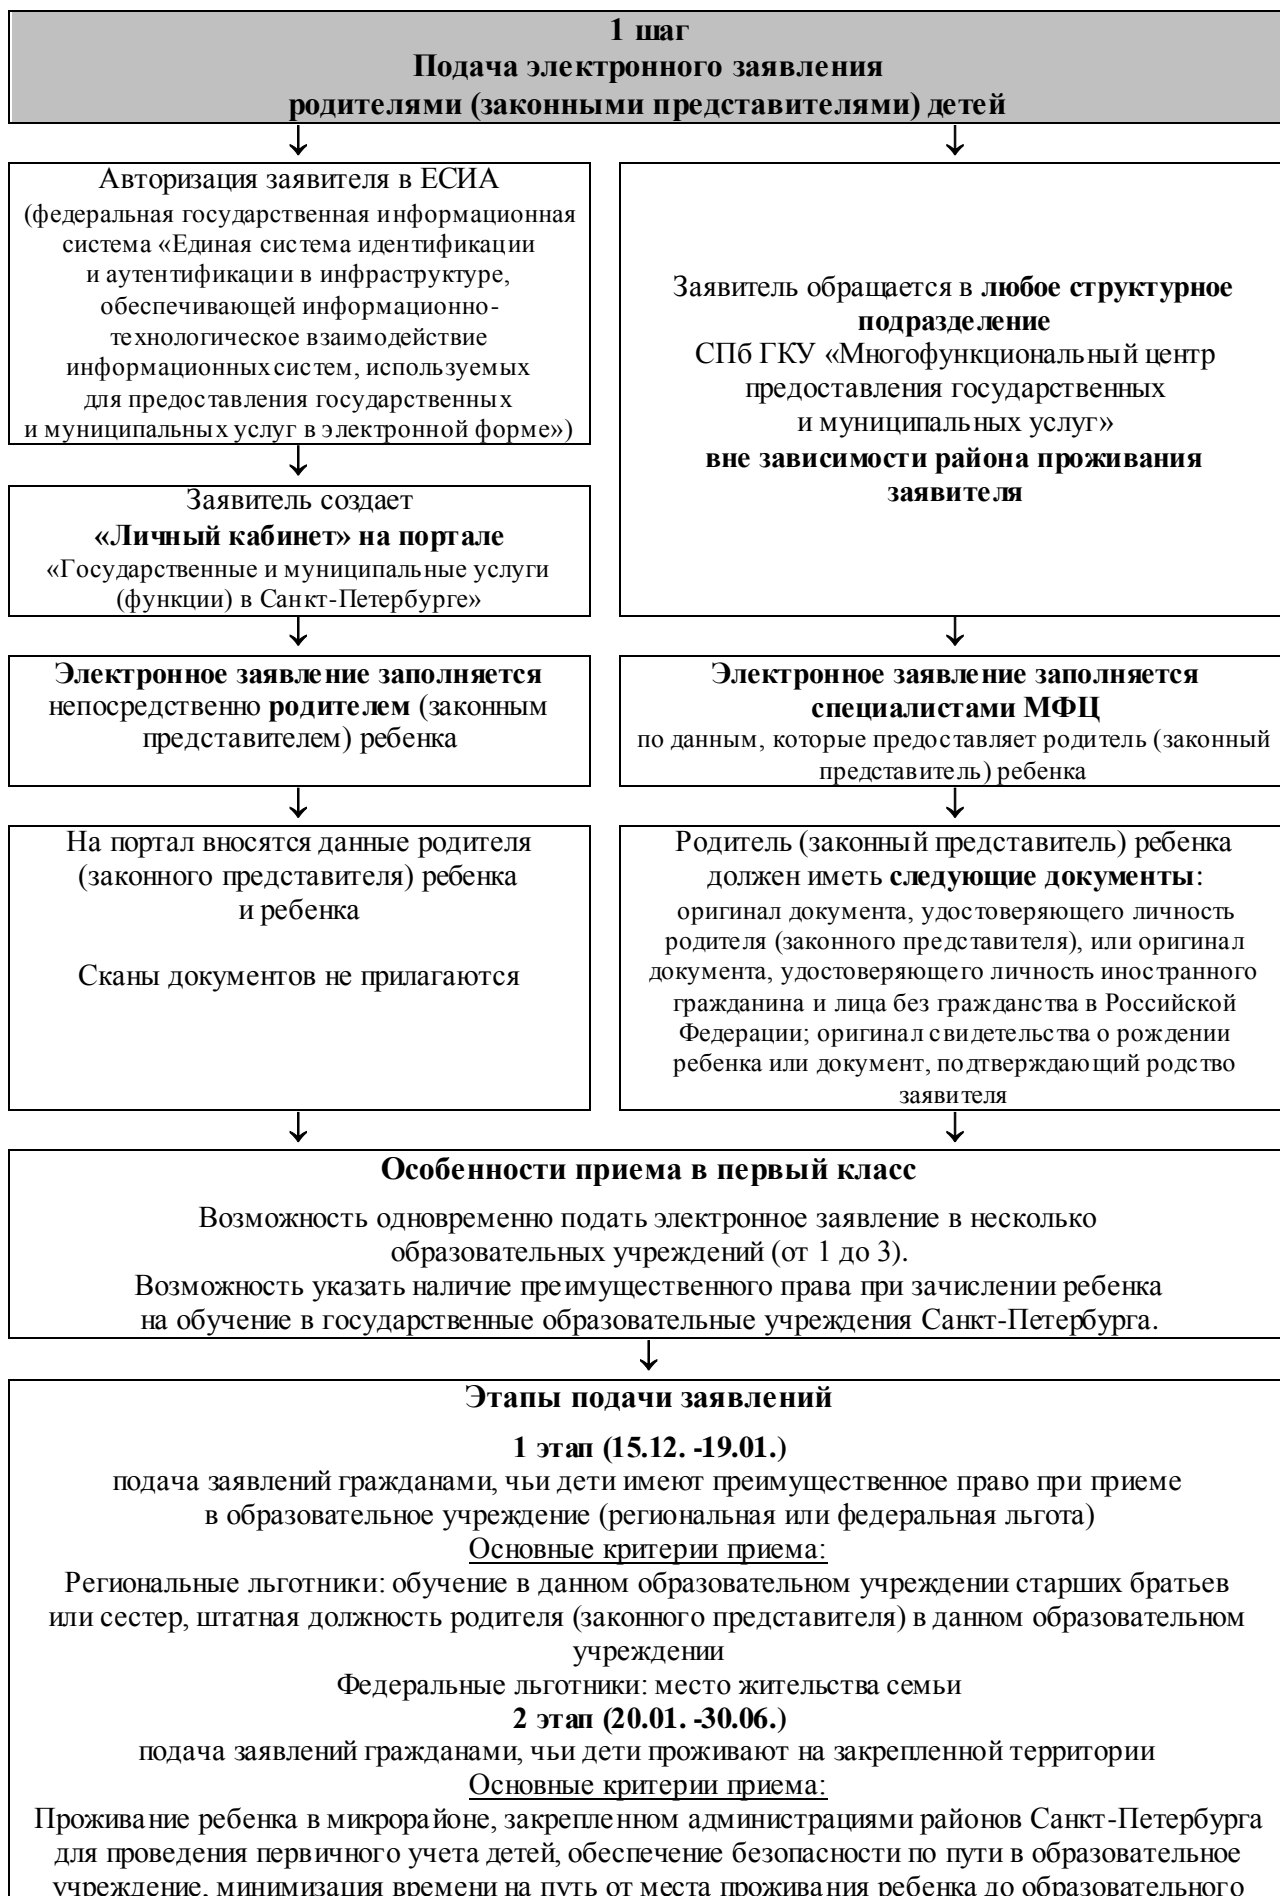 1 шаг
Подача электронного заявления
родителями (законными представителями) детей
Авторизация заявителя в ЕСИА
(федеральная государственная информационная
система «Единая система идентификации
и аутентификации в инфраструктуре,
обеспечивающей информационно-
технологическое взаимодействие
информационных систем, используемых
для предоставления государственных
и муниципальных услуг в электронной форме»)
Заявитель создает
«Личный кабинет» на портале
«Государственные и муниципальные услуги
(функции) в Санкт-Петербурге»
Электронное заявление заполняется
непосредственно родителем (законным
представителем) ребенка
На портал вносятся данные родителя
(законного представителя) ребенка
и ребенка
Сканы документов не прилагаются
Заявитель обращается в любое структурное
подразделение
СПб ГКУ «Многофункциональный центр
предоставления государственных
и муниципальных услуг»
вне зависимости района проживания
заявителя
Электронное заявление заполняется
специалистами МФЦ
по данным, которые предоставляет родитель (законный
представитель) ребенка
Родитель (законный представитель) ребенка
должен иметь следующие документы:
оригинал документа, удостоверяющего личность
родителя (законного представителя), или оригинал
документа, удостоверяющего личность иностранного
гражданина и лица без гражданства в Российской
Федерации; оригинал свидетельства о рождении
ребенка или документ, подтверждающий родство
заявителя
Особенности приема в первый класс
Возможность одновременно подать электронное заявление в несколько
образовательных учреждений (от 1 до 3).
Возможность указать наличие преимущественного права при зачислении ребенка
на обучение в государственные образовательные учреждения Санкт-Петербурга.
Этапы подачи заявлений
1 этап (15.12. -19.01.)
подача заявлений гражданами, чьи дети имеют преимущественное право при приеме
в образовательное учреждение (региональная или федеральная льгота)
Основные критерии приема:
Региональные льготники: обучение в данном образовательном учреждении старших братьев
или сестер, штатная должность родителя (законного представителя) в данном образовательном
учреждении
Федеральные льготники: место жительства семьи
2 этап (20.01. -30.06.)
подача заявлений гражданами, чьи дети проживают на закрепленной территории
Основные критерии приема:
Проживание ребенка в микрорайоне, закрепленном администрациями районов Санкт-Петербурга
для проведения первичного учета детей, обеспечение безопасности по пути в образовательное
учреждение, минимизация времени на путь от места проживания ребенка до образовательного